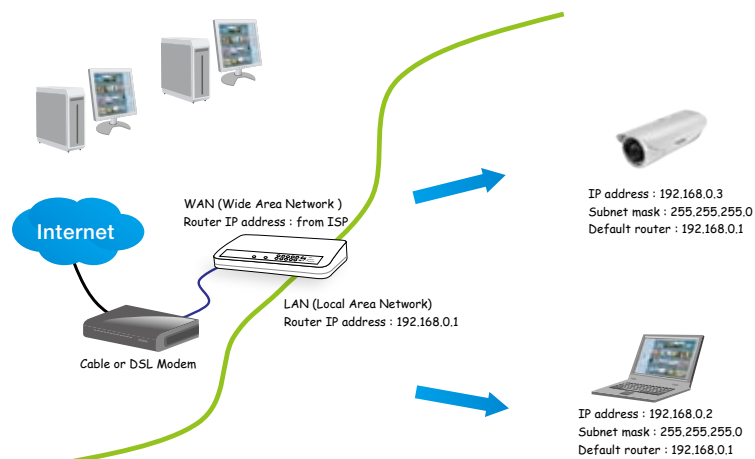 WAN (Wide Area Network )
Router IP address : from ISP
Internet
LAN (Local Area Network)
Router IP address : 192.168.0.1
Cable or DSL Modem
IP address : 192.168.0.3
Subnet mask : 255.255.255.0
Default router : 192.168.0.1
IP address : 192.168.0.2
Subnet mask : 255.255.255.0
Default router : 192.168.0.1